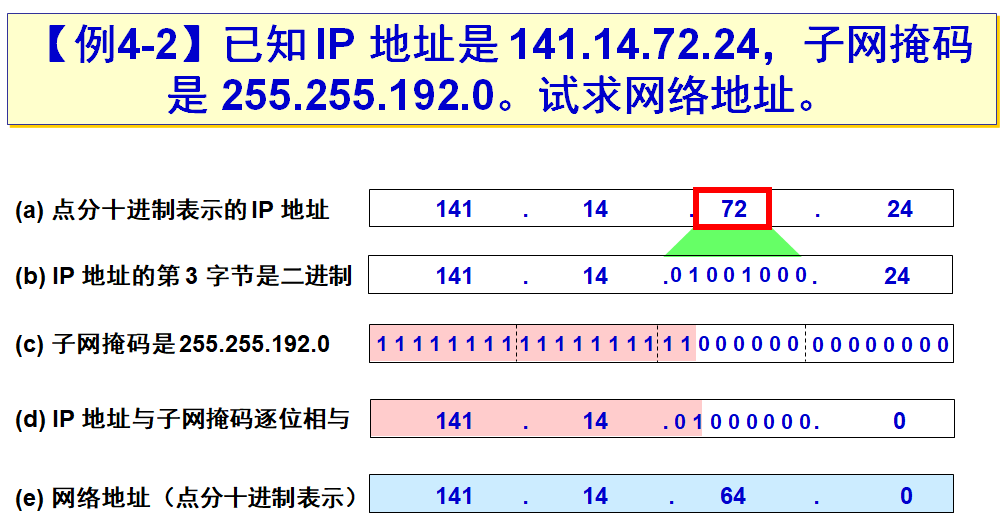 【例4-2】已知 IP 地址是 141.14.72.24，子网掩码
是 255.255.192.0。试求网络地址。
(a) 点分十进制表示的 IP 地址 141 . 14 . 72 . 24
(b) IP 地址的第 3 字节是二进制 141 . 14 .01001000. 24
(c) 子网掩码是 255.255.192.0 11111111 11111111 11000000 00000000
(d) IP 地址与子网掩码逐位相与 141 . 14 .01000000. 0
(e) 网络地址（点分十进制表示） 141 . 14 . 64 . 0